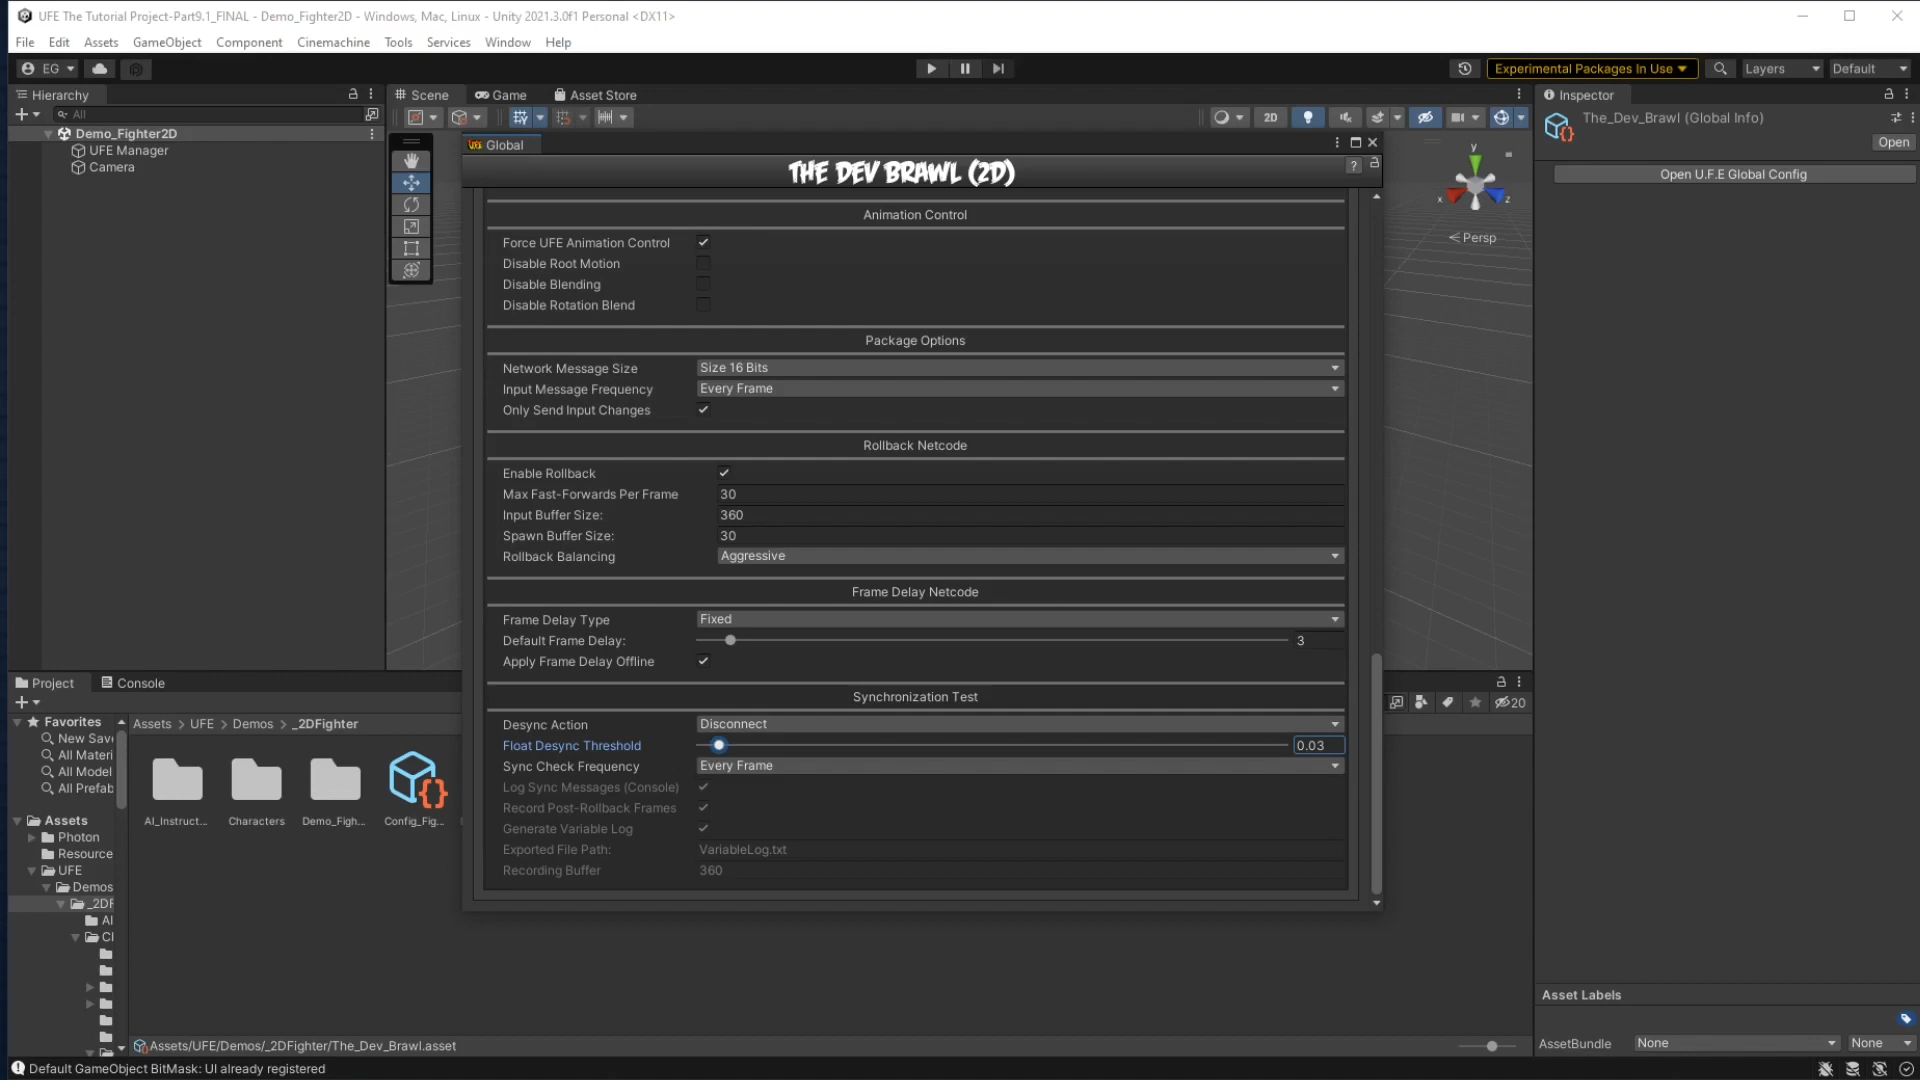 UFE The Tutorial Project-Part9.1_FINAL - Demo_Fighter2D - Windows, Mac, Linux - Unity 2021.3.0f1 Personal <DX11>
File Edit Assets GameObject Component Cinemachine Tools Services Window Help
EG
Experimental Packages In Use
Layers
Default
Hierarchy
Scene
Game
Asset Store
Inspector
All
2D
Demo_Fighter2D
UFE Manager
Camera
Global
THE DEV BRAWL (2D)
?
The_Dev_Brawl (Global Info)
Open
Open U.F.E Global Config
y
x
z
Persp
Animation Control
Force UFE Animation Control
Disable Root Motion
Disable Blending
Disable Rotation Blend
Package Options
Network Message Size Size 16 Bits
Input Message Frequency Every Frame
Only Send Input Changes
Rollback Netcode
Enable Rollback
Max Fast-Forwards Per Frame 30
Input Buffer Size: 360
Spawn Buffer Size: 30
Rollback Balancing Aggressive
Frame Delay Netcode
Frame Delay Type Fixed
Default Frame Delay: 3
Apply Frame Delay Offline
Synchronization Test
Desync Action Disconnect
Float Desync Threshold 0.03
Sync Check Frequency Every Frame
Log Sync Messages (Console)
Record Post-Rollback Frames
Generate Variable Log
Exported File Path: VariableLog.txt
Recording Buffer 360
Project
Console
20
Favorites
New Save
All Materi
All Model
All Prefab
Assets
Photon
Resource
UFE
Demos
_2DF
AI
Cl
Assets > UFE > Demos > _2DFighter
AI_Instruct...
Characters
Demo_Figh...
Config_Fig...
Assets/UFE/Demos/_2DFighter/The_Dev_Brawl.asset
Asset Labels
AssetBundle None None
Default GameObject BitMask: UI already registered